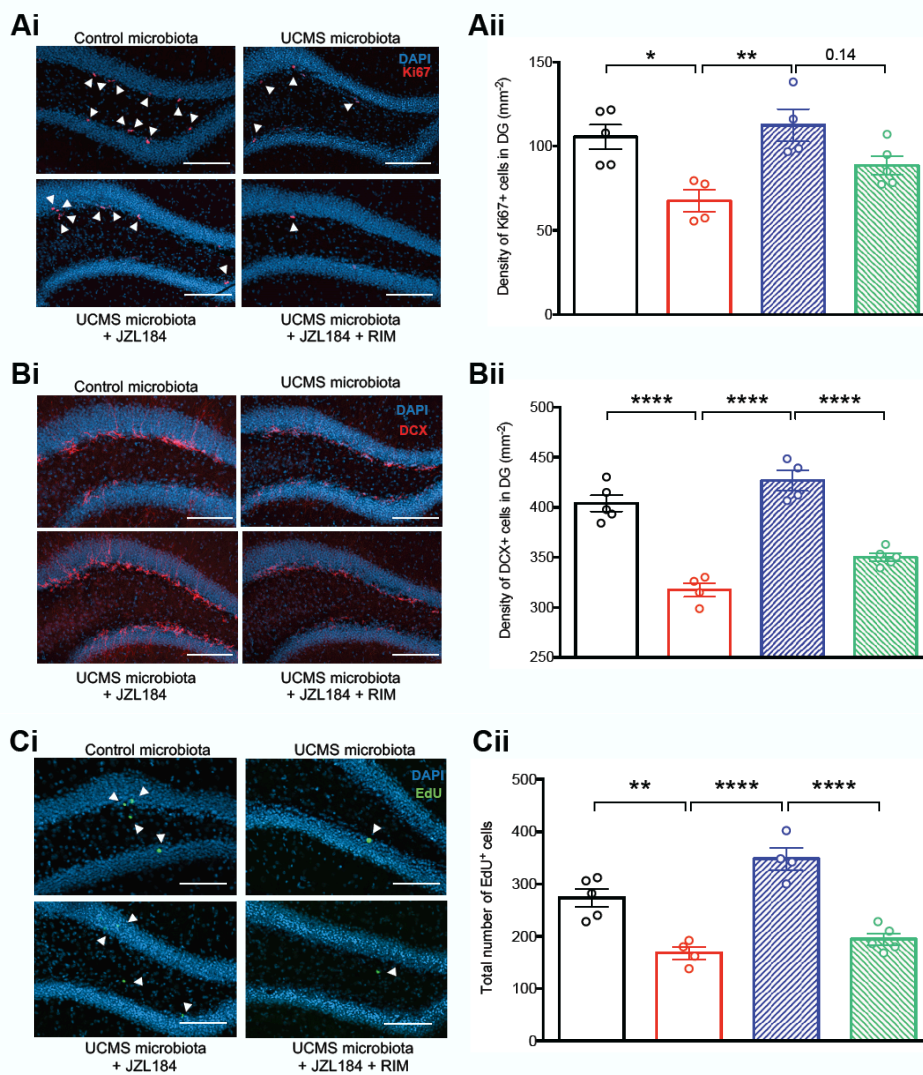 Ai
Control microbiota
UCMS microbiota
DAPI
Ki67
UCMS microbiota
+ JZL184
UCMS microbiota
+ JZL184 + RIM
Aii
Density of Ki67+ cells in DG (mm⁻²)
150
100
50
0
*
**
0.14
Bi
Control microbiota
UCMS microbiota
DAPI
DCX
UCMS microbiota
+ JZL184
UCMS microbiota
+ JZL184 + RIM
Bii
Density of DCX+ cells in DG (mm⁻²)
500
450
400
350
300
250
****
****
****
Ci
Control microbiota
UCMS microbiota
DAPI
EdU
UCMS microbiota
+ JZL184
UCMS microbiota
+ JZL184 + RIM
Cii
Total number of EdU⁺ cells
500
400
300
200
100
0
**
****
****